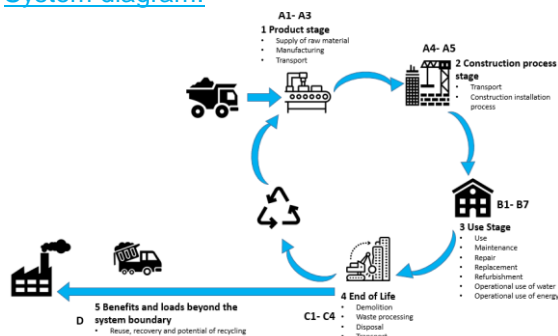 System diagram:
A1- A3
1 Product stage
• Supply of raw material
• Manufacturing
• Transport
A4- A5
2 Construction process
stage
• Transport
• Construction installation
process
B1- B7
3 Use Stage
• Use
• Maintenance
• Repair
• Replacement
• Refurbishment
• Operational use of water
• Operational use of energy
4 End of Life
C1- C4
• Demolition
• Waste processing
• Disposal
• Transport
5 Benefits and loads beyond the
system boundary
D
• Reuse, recovery and potential of recycling